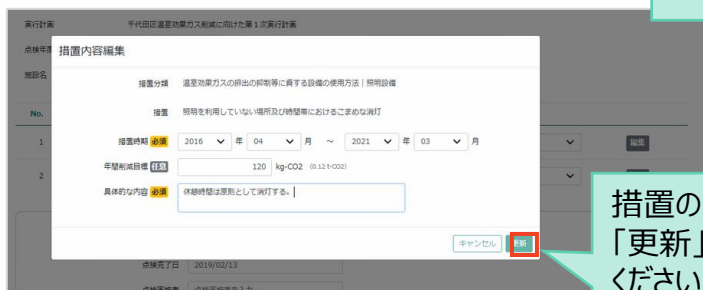 実行計画 千代田区温室効果ガス削減に向けた第1次実行計画
点検年度
措置内容編集
施設名
措置分類 温室効果ガスの排出の抑制等に資する設備の使用方法｜照明設備
No.
措置 照明を利用していない場所及び時間帯におけるこまめな消灯
1 措置時期 必須 2016 年 04 月 ～ 2021 年 03 月 編集
年間削減目標 任意 120 kg-CO2 (0.12 t-CO2)
2
具体的な内容 必須 休憩時間は原則として消灯する。
措置の
キャンセル 更新
「更新」
ください
点検完了日 2019/02/13
点検実施者 点検実施者を入力